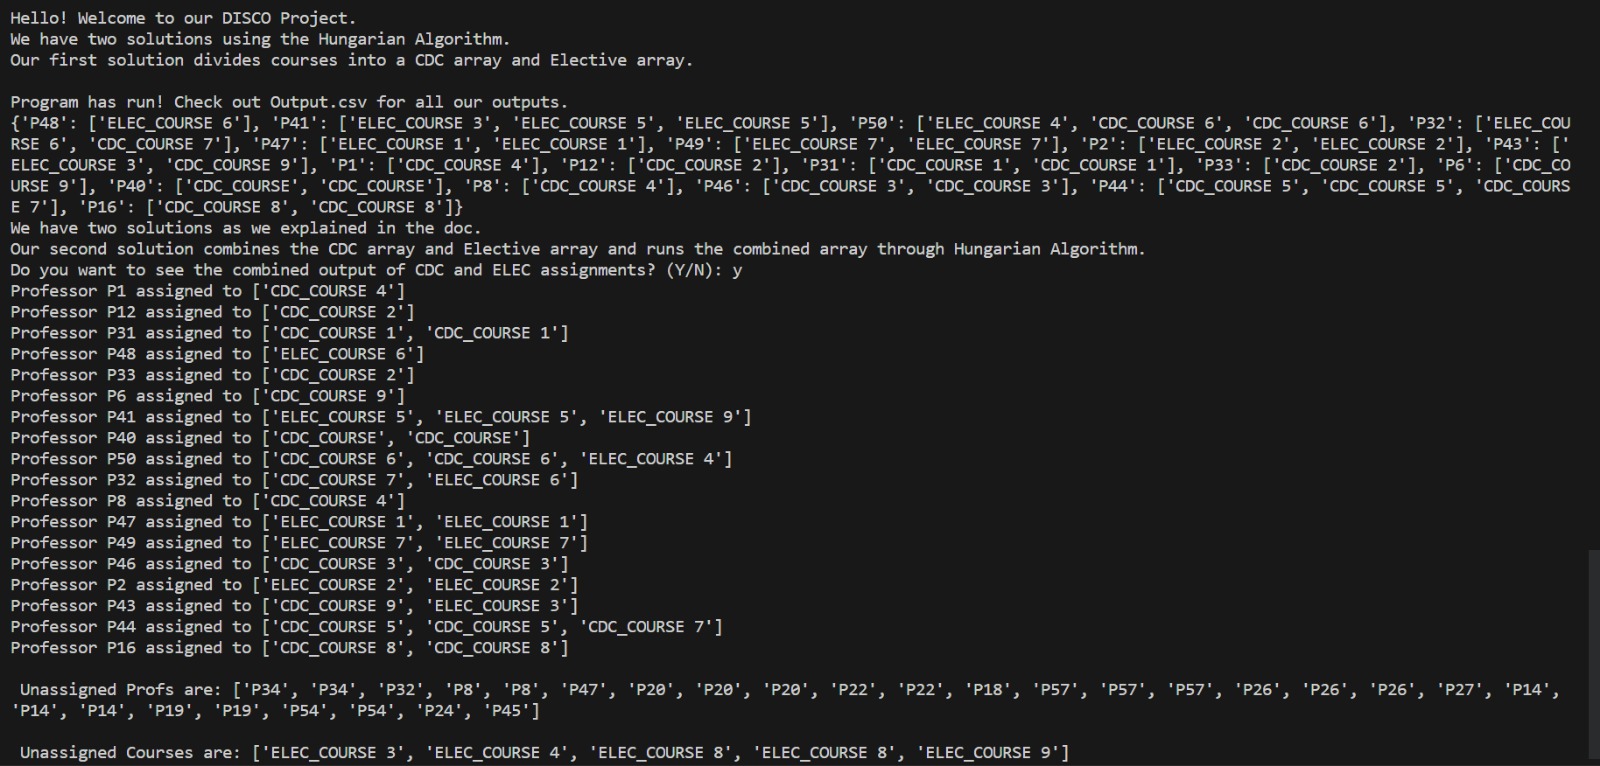 Hello! Welcome to our DISCO Project.
We have two solutions using the Hungarian Algorithm.
Our first solution divides courses into a CDC array and Elective array.
Program has run! Check out Output.csv for all our outputs.
{'P48': ['ELEC_COURSE 6'], 'P41': ['ELEC_COURSE 3', 'ELEC_COURSE 5', 'ELEC_COURSE 5'], 'P50': ['ELEC_COURSE 4', 'CDC_COURSE 6', 'CDC_COURSE 6'], 'P32': ['ELEC_COU
RSE 6', 'CDC_COURSE 7'], 'P47': ['ELEC_COURSE 1', 'ELEC_COURSE 1'], 'P49': ['ELEC_COURSE 7', 'ELEC_COURSE 7'], 'P2': ['ELEC_COURSE 2', 'ELEC_COURSE 2'], 'P43': ['
ELEC_COURSE 3', 'CDC_COURSE 9'], 'P1': ['CDC_COURSE 4'], 'P12': ['CDC_COURSE 2'], 'P31': ['CDC_COURSE 1', 'CDC_COURSE 1'], 'P33': ['CDC_COURSE 2'], 'P6': ['CDC_CO
URSE 9'], 'P40': ['CDC_COURSE', 'CDC_COURSE'], 'P8': ['CDC_COURSE 4'], 'P46': ['CDC_COURSE 3', 'CDC_COURSE 3'], 'P44': ['CDC_COURSE 5', 'CDC_COURSE 5', 'CDC_COURS
E 7'], 'P16': ['CDC_COURSE 8', 'CDC_COURSE 8']}
We have two solutions as we explained in the doc.
Our second solution combines the CDC array and Elective array and runs the combined array through Hungarian Algorithm.
Do you want to see the combined output of CDC and ELEC assignments? (Y/N): y
Professor P1 assigned to ['CDC_COURSE 4']
Professor P12 assigned to ['CDC_COURSE 2']
Professor P31 assigned to ['CDC_COURSE 1', 'CDC_COURSE 1']
Professor P48 assigned to ['ELEC_COURSE 6']
Professor P33 assigned to ['CDC_COURSE 2']
Professor P6 assigned to ['CDC_COURSE 9']
Professor P41 assigned to ['ELEC_COURSE 5', 'ELEC_COURSE 5', 'ELEC_COURSE 9']
Professor P40 assigned to ['CDC_COURSE', 'CDC_COURSE']
Professor P50 assigned to ['CDC_COURSE 6', 'CDC_COURSE 6', 'ELEC_COURSE 4']
Professor P32 assigned to ['CDC_COURSE 7', 'ELEC_COURSE 6']
Professor P8 assigned to ['CDC_COURSE 4']
Professor P47 assigned to ['ELEC_COURSE 1', 'ELEC_COURSE 1']
Professor P49 assigned to ['ELEC_COURSE 7', 'ELEC_COURSE 7']
Professor P46 assigned to ['CDC_COURSE 3', 'CDC_COURSE 3']
Professor P2 assigned to ['ELEC_COURSE 2', 'ELEC_COURSE 2']
Professor P43 assigned to ['CDC_COURSE 9', 'ELEC_COURSE 3']
Professor P44 assigned to ['CDC_COURSE 5', 'CDC_COURSE 5', 'CDC_COURSE 7']
Professor P16 assigned to ['CDC_COURSE 8', 'CDC_COURSE 8']
Unassigned Profs are: ['P34', 'P34', 'P32', 'P8', 'P8', 'P47', 'P20', 'P20', 'P20', 'P22', 'P22', 'P18', 'P57', 'P57', 'P57', 'P26', 'P26', 'P26', 'P27', 'P14',
'P14', 'P14', 'P19', 'P19', 'P54', 'P54', 'P24', 'P45']
Unassigned Courses are: ['ELEC_COURSE 3', 'ELEC_COURSE 4', 'ELEC_COURSE 8', 'ELEC_COURSE 8', 'ELEC_COURSE 9']